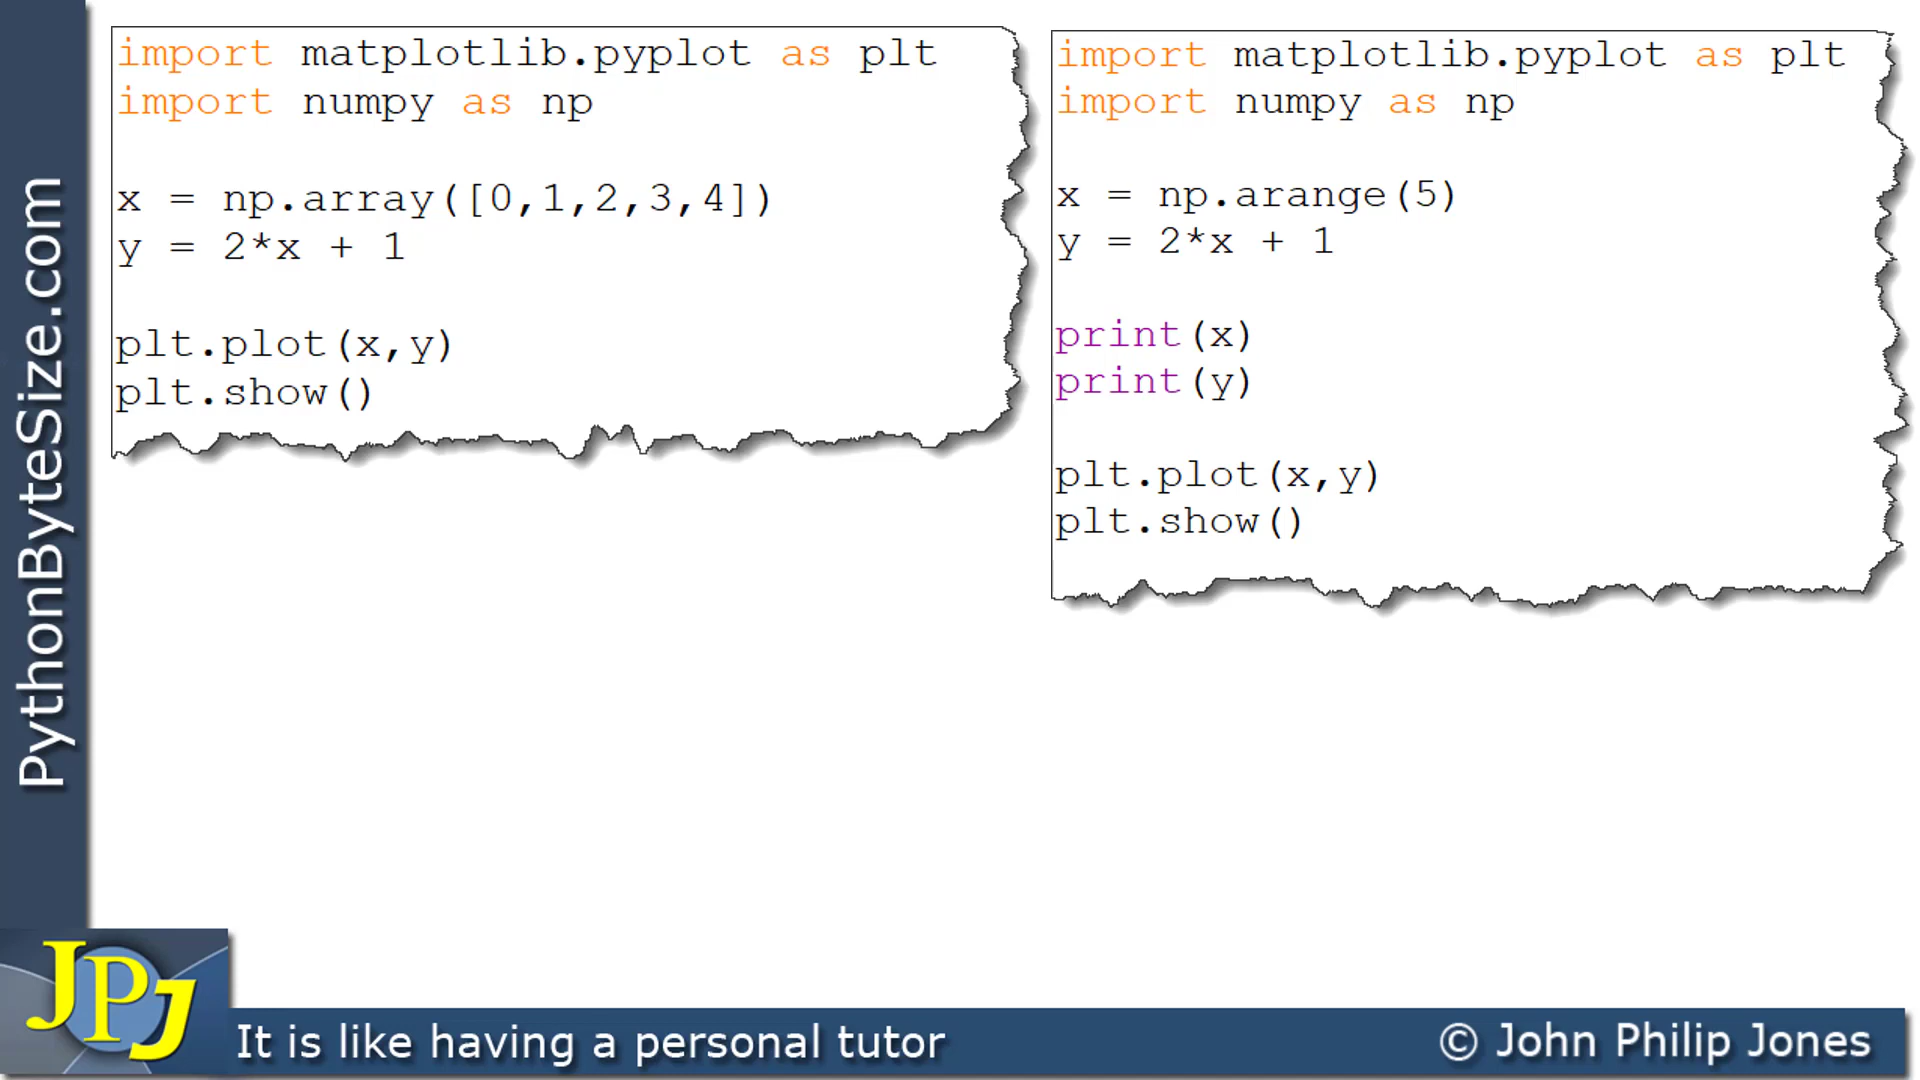 PythonByteSize.com
import matplotlib.pyplot as plt
import numpy as np
x = np.array([0,1,2,3,4])
y = 2*x + 1
plt.plot(x,y)
plt.show()
import matplotlib.pyplot as plt
import numpy as np
x = np.arange(5)
y = 2*x + 1
print(x)
print(y)
plt.plot(x,y)
plt.show()
JPJ
It is like having a personal tutor
© John Philip Jones